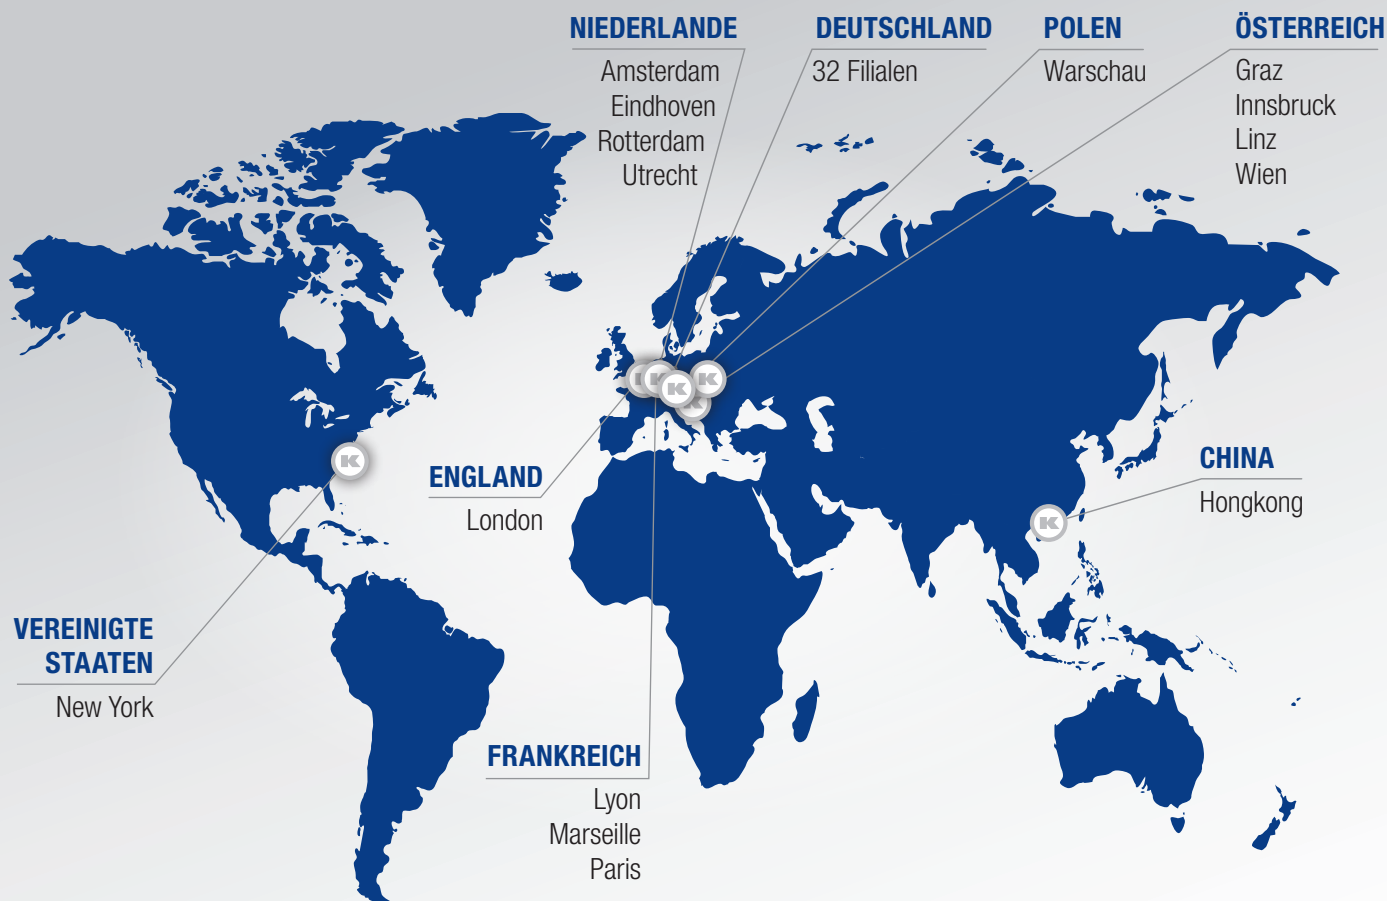 NIEDERLANDE
Amsterdam
Eindhoven
Rotterdam
Utrecht
DEUTSCHLAND
32 Filialen
POLEN
Warschau
ÖSTERREICH
Graz
Innsbruck
Linz
Wien
K
K
K
K
K
K
K
ENGLAND
London
CHINA
Hongkong
VEREINIGTE
STAATEN
New York
FRANKREICH
Lyon
Marseille
Paris